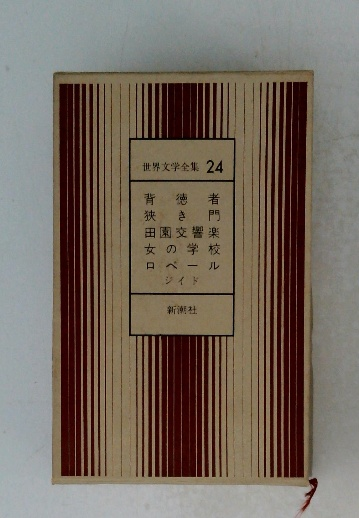 世界文学全集 24
背徳者
狭き門
田園交響楽
女の学校
ロベール
ジイド
新潮社